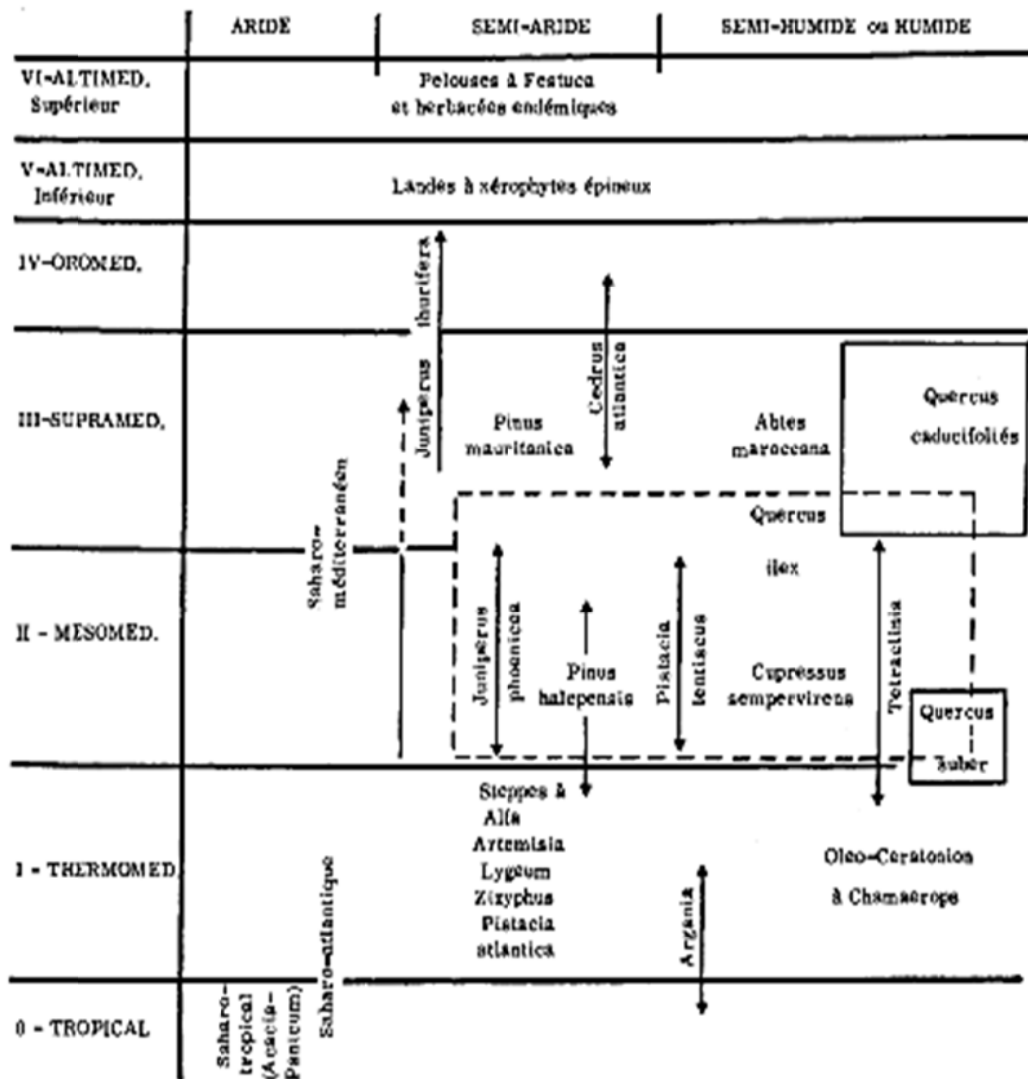 ARIDE SEMI-ARIDE SEMI-HUMIDE ou HUMIDE
VI-ALTIMED.
Supérieur
Pelouses à Festuca
et herbacées endémiques
V-ALTIMED.
Inférieur
Landes à xérophytes épineux
IV-OROMED.
Juniperus thurifera
Cedrus
atlantica
III-SUPRAMED.
Pinus
mauritanica
Abies
maroccana
Quercus
caducifoliés
Saharo-
méditerranéen
Quercus
ilex
II - MESOMED.
Juniperus
phoenicea
Pinus
halepensis
Pistacia
lentiscus
Cupressus
sempervirens
Tetraclinis
Quercus
suber
I - THERMOMED.
Saharo-atlantique
Steppes à
Alfa
Artemisia
Lygeum
Zizyphus
Pistacia
atlantica
Argania
Oleo-Ceratonion
à Chamaerops
0 - TROPICAL
Saharo-
tropical
(Acacia-
Panicum)